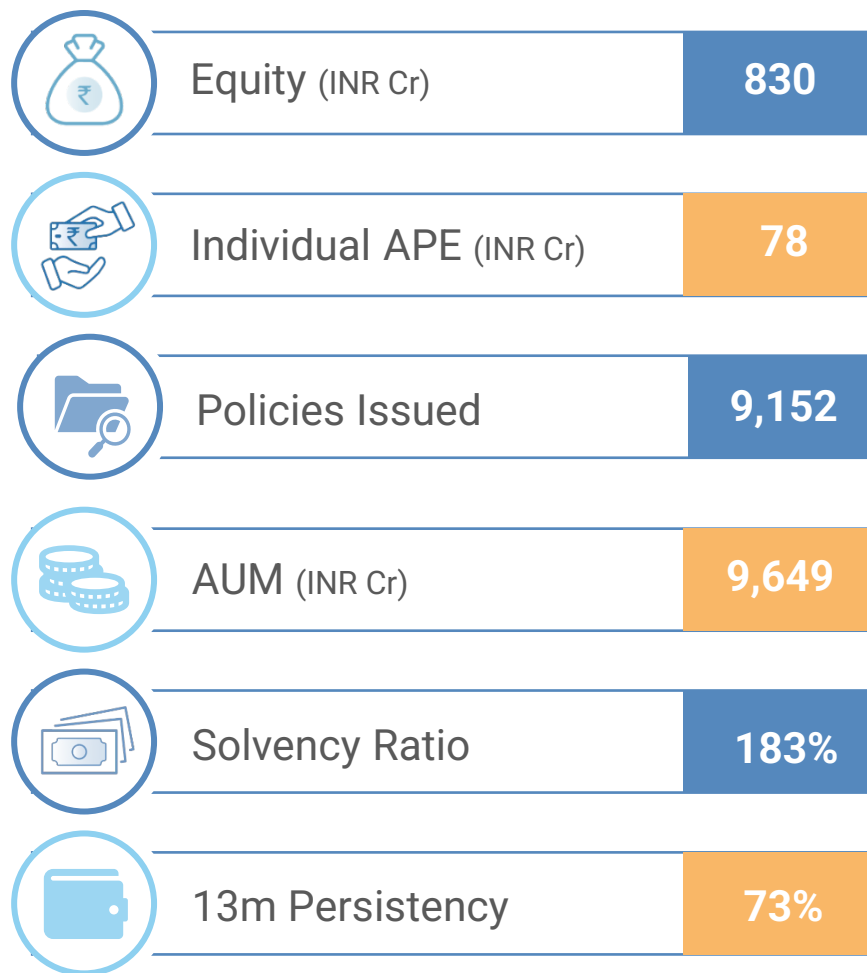 ₹
Equity (INR Cr) 830
₹
Individual APE (INR Cr) 78
Policies Issued 9,152
AUM (INR Cr) 9,649
Solvency Ratio 183%
13m Persistency 73%